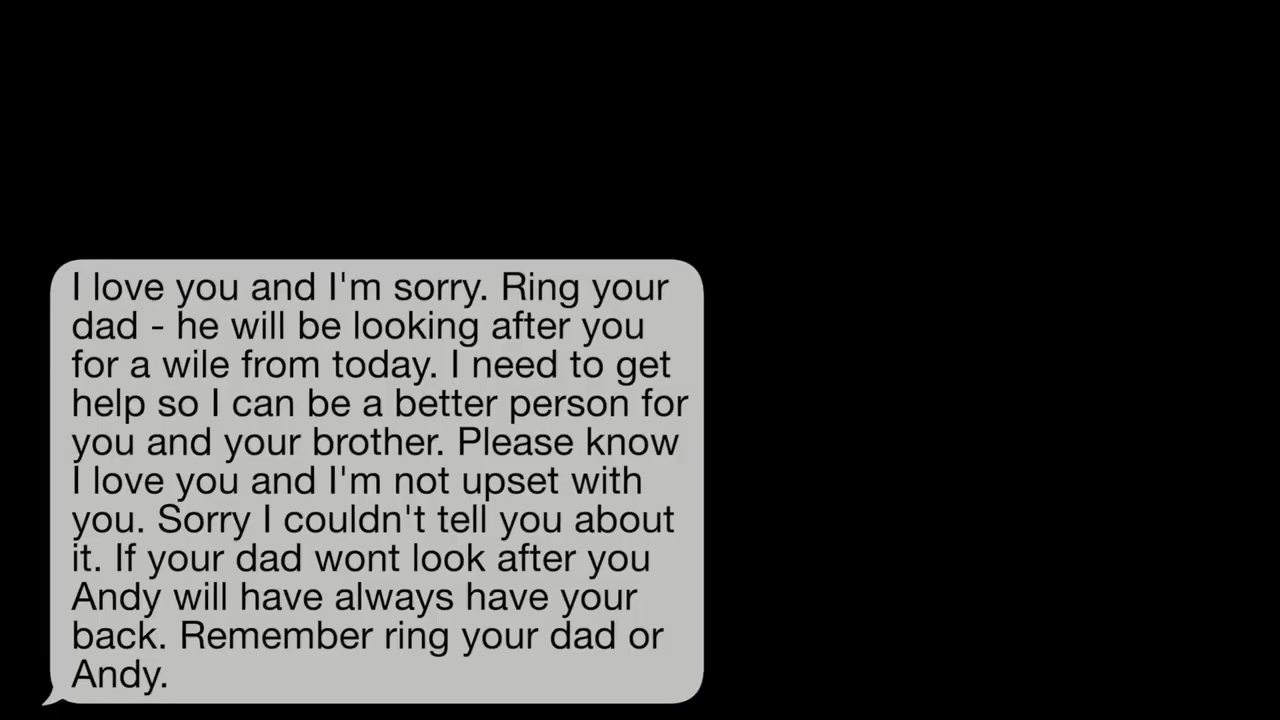 I love you and I'm sorry. Ring your
dad - he will be looking after you
for a wile from today. I need to get
help so I can be a better person for
you and your brother. Please know
I love you and I'm not upset with
you. Sorry I couldn't tell you about
it. If your dad wont look after you
Andy will have always have your
back. Remember ring your dad or
Andy.